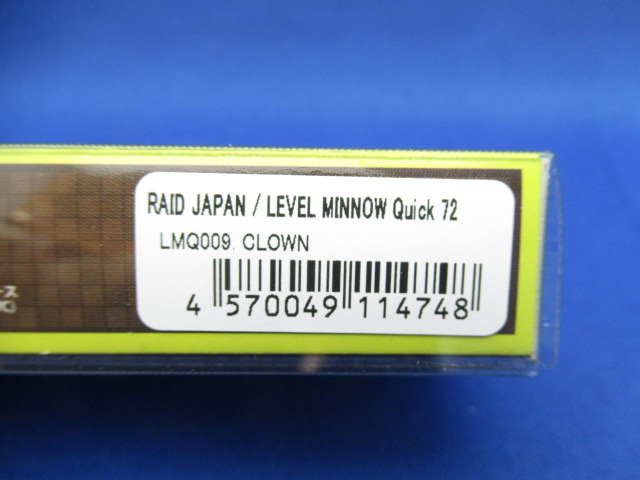 RAID JAPAN / LEVEL MINNOW Quick 72
LMQ009. CLOWN
4 570049 114748